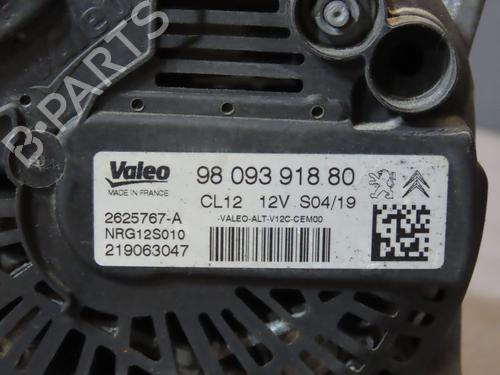 B-PARTS
Valeo
MADE IN FRANCE
98 093 918 80
CL12 12V S04/19
-VALEO-ALT-V12C-CEM00
2625767-A
NRG12S010
219063047